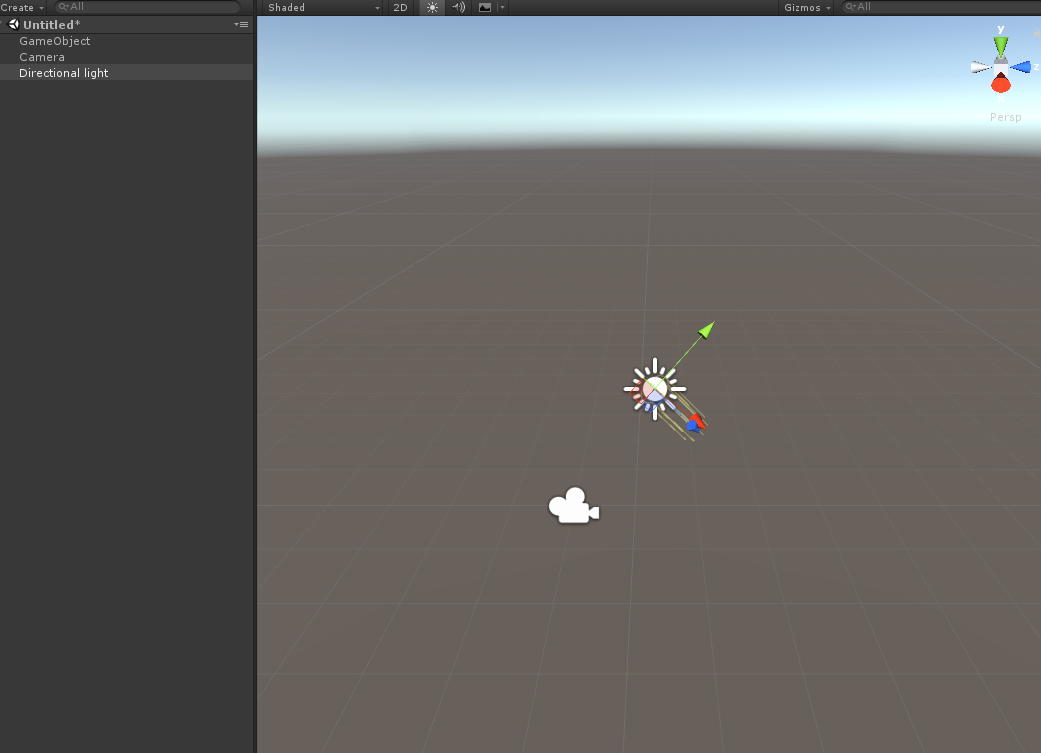 Create All
Untitled*
GameObject
Camera
Directional light
Shaded 2D Gizmos All
y
z
x
Persp